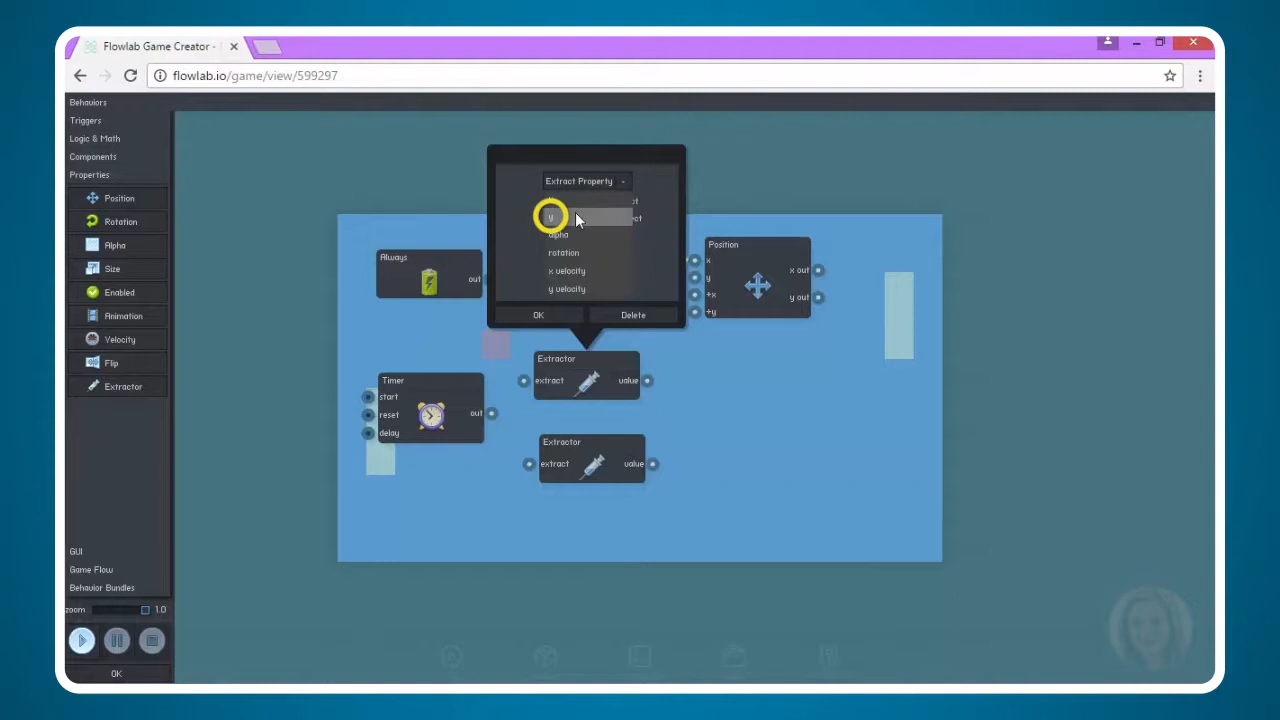 Flowlab Game Creator -
flowlab.io/game/view/599297
Behaviors
Triggers
Logic & Math
Components
Properties
Position
Rotation
Alpha
Size
Enabled
Animation
Velocity
Flip
Extractor
GUI
Game Flow
Behavior Bundles
zoom 1.0
OK
Always
out
Extract Property
y
alpha
rotation
x velocity
y velocity
OK Delete
Position
x
y
+x
+y
x out
y out
Timer
start
reset
delay
out
Extractor
extract value
Extractor
extract value